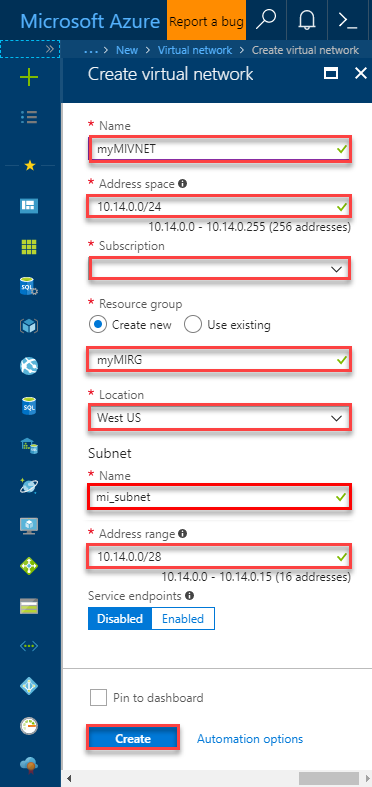 Microsoft Azure Report a bug
... > New > Virtual network > Create virtual network
Create virtual network
* Name
myMIVNET
* Address space
10.14.0.0/24
10.14.0.0 - 10.14.0.255 (256 addresses)
* Subscription
* Resource group
Create new Use existing
myMIRG
* Location
West US
Subnet
* Name
mi_subnet
* Address range
10.14.0.0/28
10.14.0.0 - 10.14.0.15 (16 addresses)
Service endpoints
Disabled Enabled
Pin to dashboard
Create Automation options